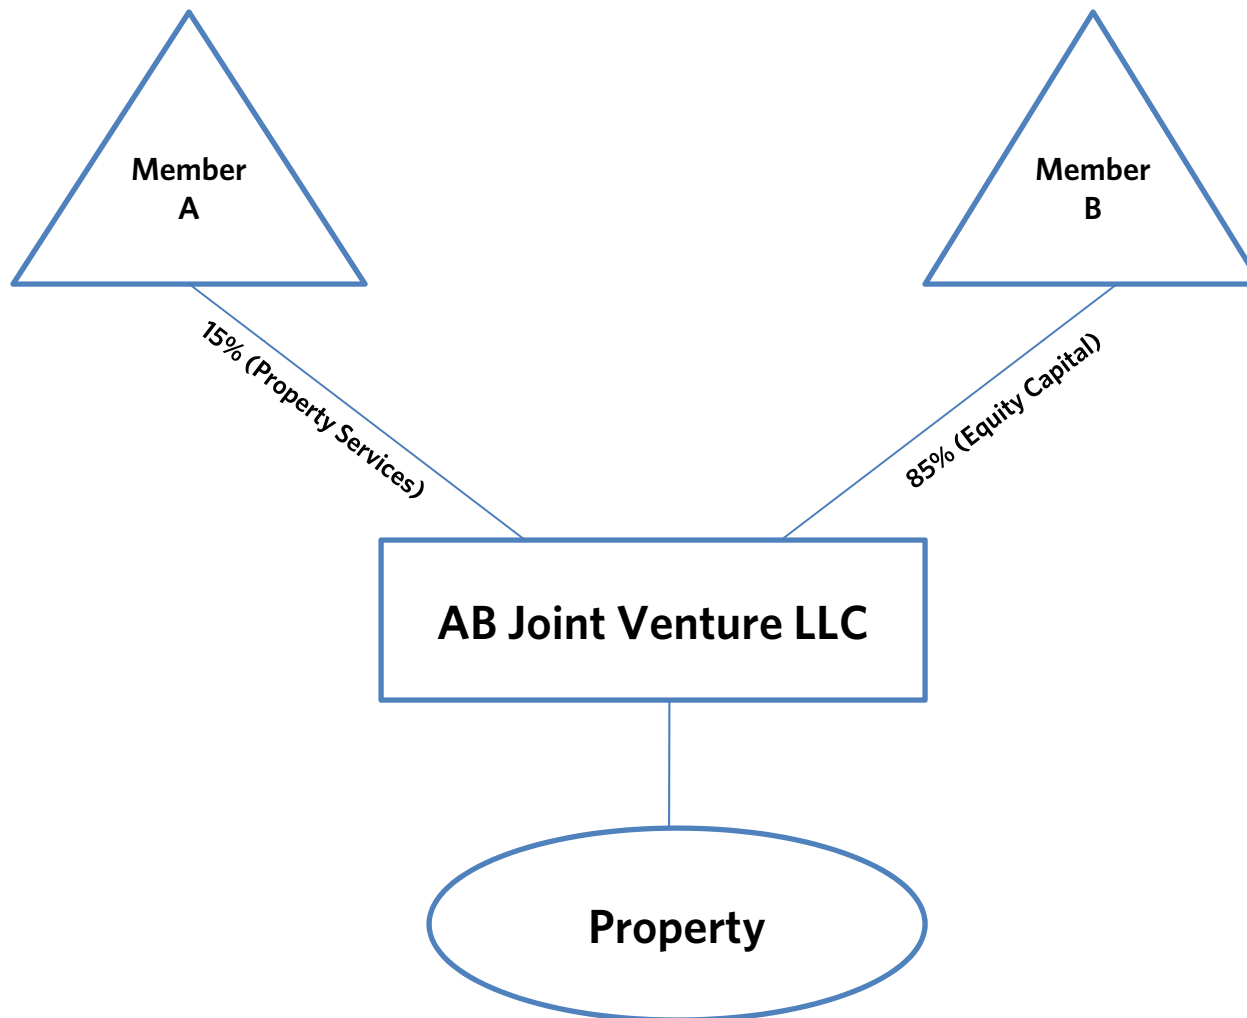 Member
A
Member
B
15% (Property Services)
85% (Equity Capital)
AB Joint Venture LLC
Property